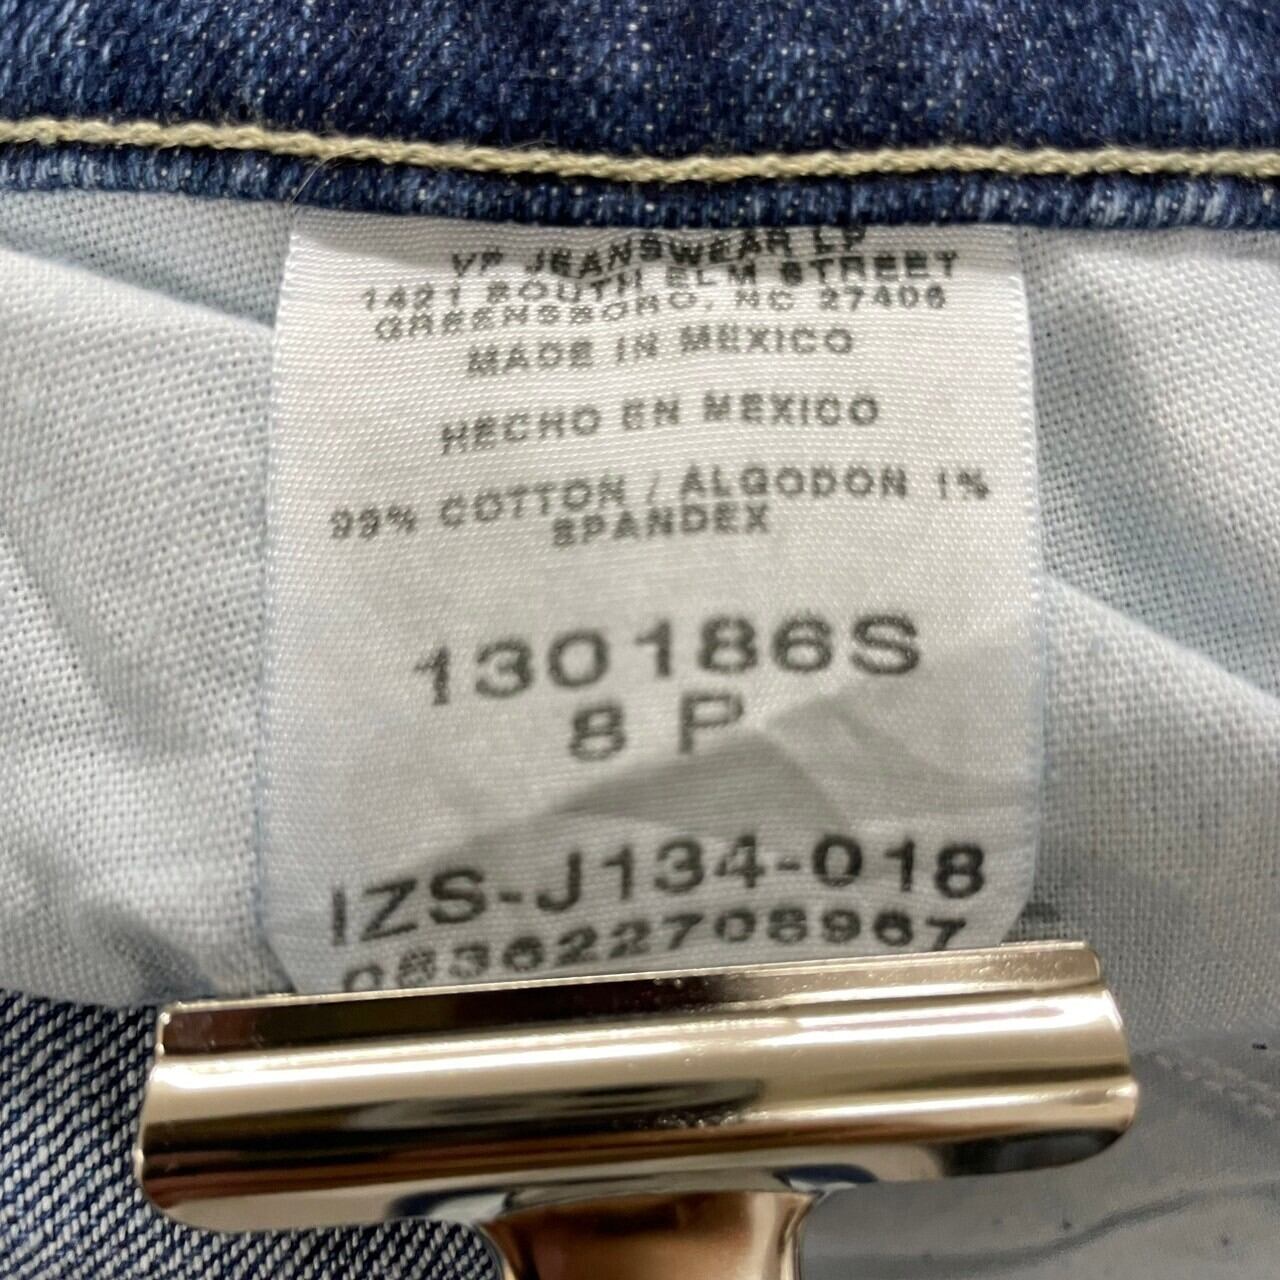 VF JEANSWEAR LP
1421 SOUTH ELM STREET
GREENSBORO, NC 27406
MADE IN MEXICO
HECHO EN MEXICO
99% COTTON / ALGODON 1%
SPANDEX
130186S
8 P
IZS-J134-018
083622708967